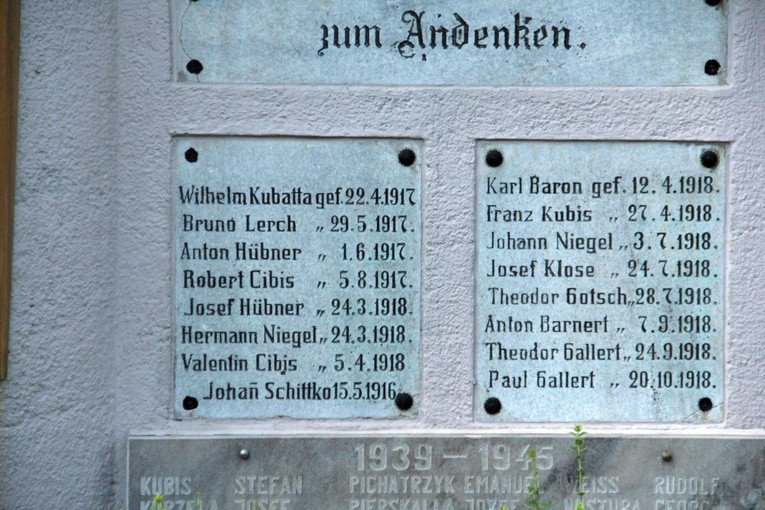 zum Andenken.
Wilhelm Kubatta gef. 22.4.1917
Bruno Lerch „ 29.5.1917.
Anton Hübner „ 1.6.1917.
Robert Cibis „ 5.8.1917.
Josef Hübner „ 24.3.1918.
Hermann Niegel „ 24.3.1918.
Valentin Cibis „ 5.4.1918
Johañ Schittko 15.5.1916
Karl Baron gef. 12.4.1918.
Franz Kubis „ 27.4.1918.
Johann Niegel „ 3.7.1918.
Josef Klose „ 24.7.1918.
Theodor Gotsch „ 28.7.1918.
Anton Barnert „ 7.9.1918.
Theodor Gallert „ 24.9.1918.
Paul Gallert „ 20.10.1918.
1939 – 1945
KUBIS STEFAN PICHATRZYK EMANUEL WEISS RUDOLF
JOSEF PIERSKALLA JOZEF